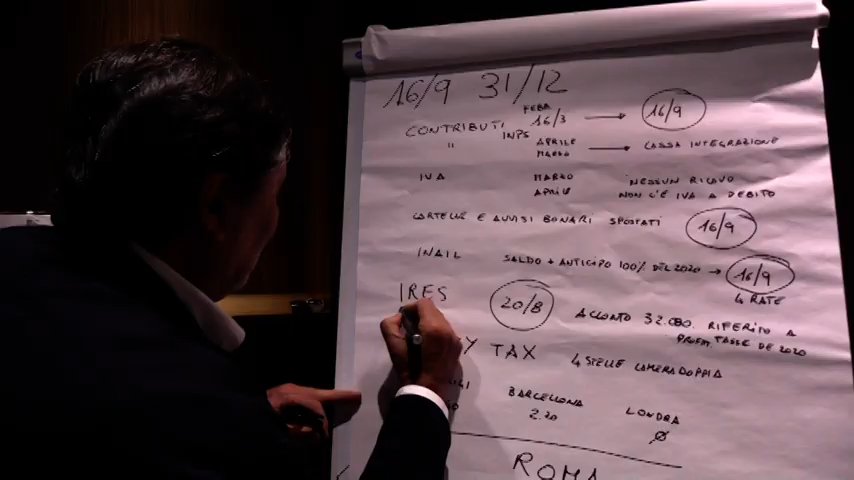 16/9 31/12
FEBB
CONTRIBUTI 16/3 → 16/9
" INPS APRILE → CASSA INTEGRAZIONE
MARZO
IVA MARZO NESSUN RICAVO
APRILE NON C'È IVA A DEBITO
CARTELLE E AVVISI BONARI SPOSTATI 16/9
INAIL SALDO + ANTICIPO 100% DEL 2020 → 16/9
4 RATE
IRES 20/8 ACCONTO 32.000 RIFERITO A
TASSE DE 2020
Y TAX 4 STELLE CAMERA DOPPIA
BARCELLONA LONDRA
2.20 Ø
ROMA